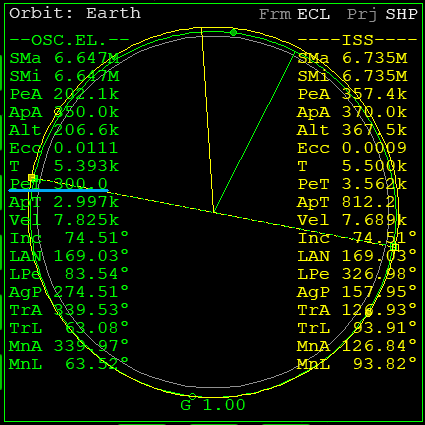 Orbit: Earth Frm ECL Prj SHP
--OSC.EL.-- ----ISS----
SMa 6.647M SMa 6.735M
SMi 6.647M SMi 6.735M
PeA 202.1k PeA 357.4k
ApA 350.0k ApA 370.0k
Alt 206.6k Alt 367.5k
Ecc 0.0111 Ecc 0.0009
T 5.393k T 5.500k
PeT 300.0 PeT 3.562k
ApT 2.997k ApT 812.2
Vel 7.825k Vel 7.689k
Inc 74.51° Inc 74.51°
LAN 169.03° LAN 169.03°
LPe 83.54° LPe 326.98°
AgP 274.51° AgP 157.95°
TrA 339.53° TrA 126.93°
TrL 63.08° TrL 93.91°
MnA 339.97° MnA 126.84°
MnL 63.52° MnL 93.82°
G 1.00